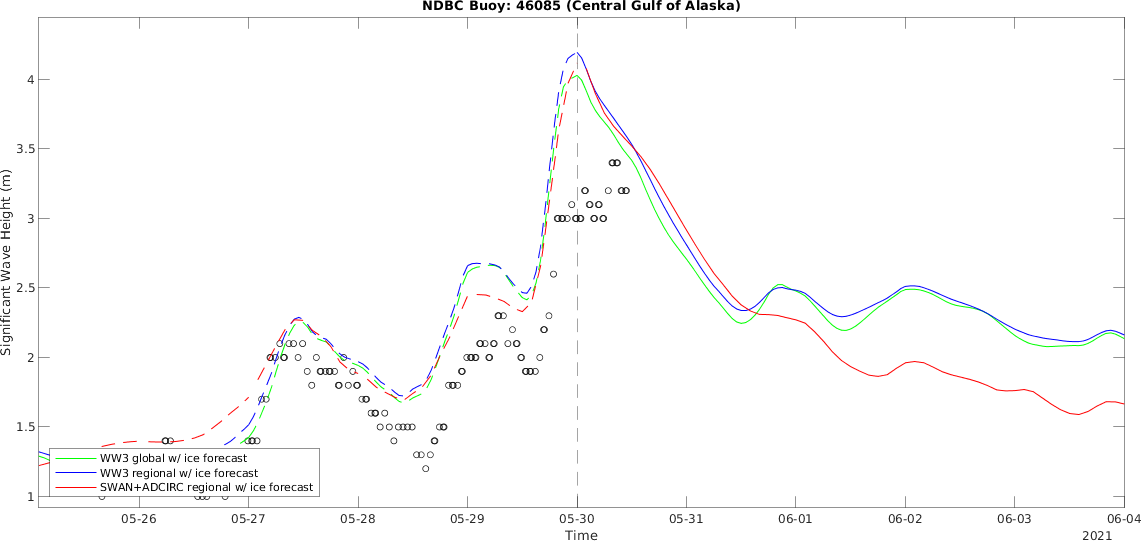 NDBC Buoy: 46085 (Central Gulf of Alaska)
Significant Wave Height (m)
4
3.5
3
2.5
2
1.5
1
WW3 global w/ ice forecast
WW3 regional w/ ice forecast
SWAN+ADCIRC regional w/ ice forecast
05-26 05-27 05-28 05-29 05-30 05-31 06-01 06-02 06-03 06-04
Time
2021